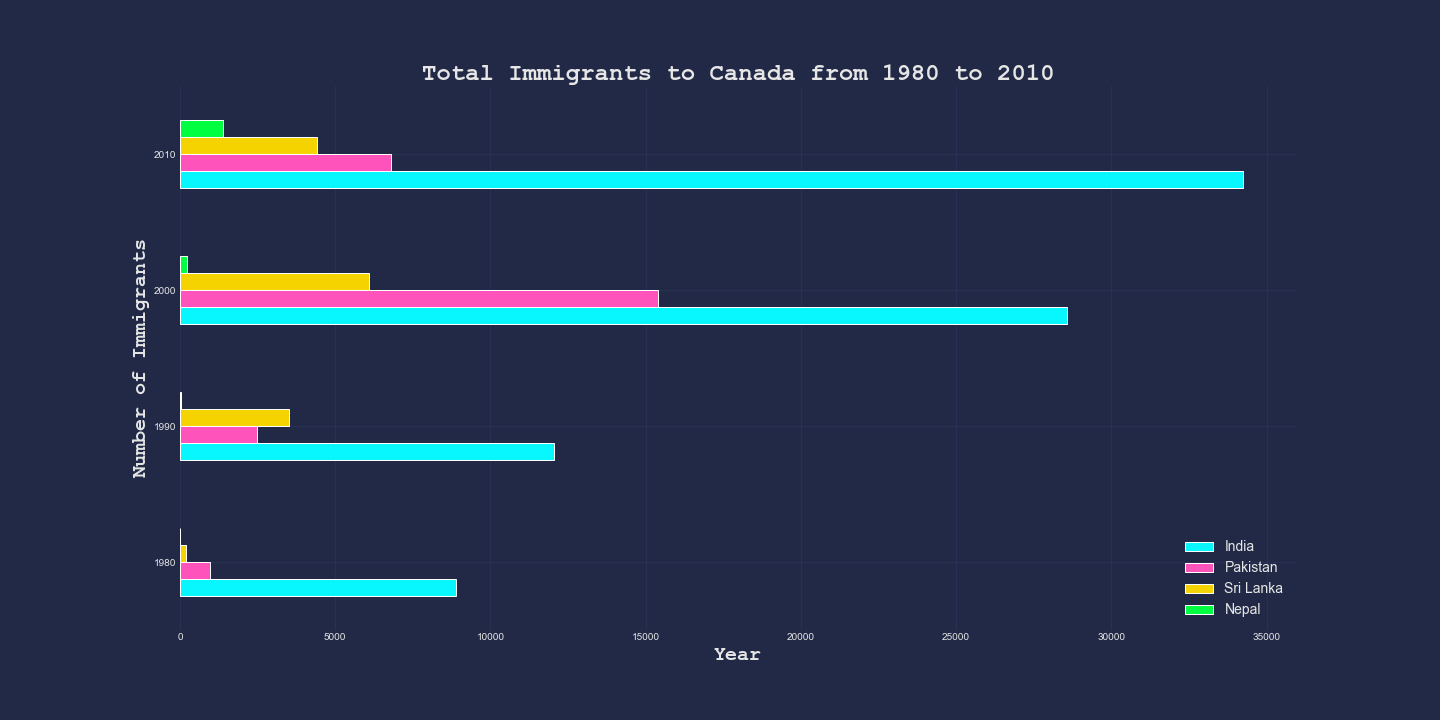 Total Immigrants to Canada from 1980 to 2010
Number of Immigrants
2010
2000
1990
1980
0 5000 10000 15000 20000 25000 30000 35000
Year
India
Pakistan
Sri Lanka
Nepal